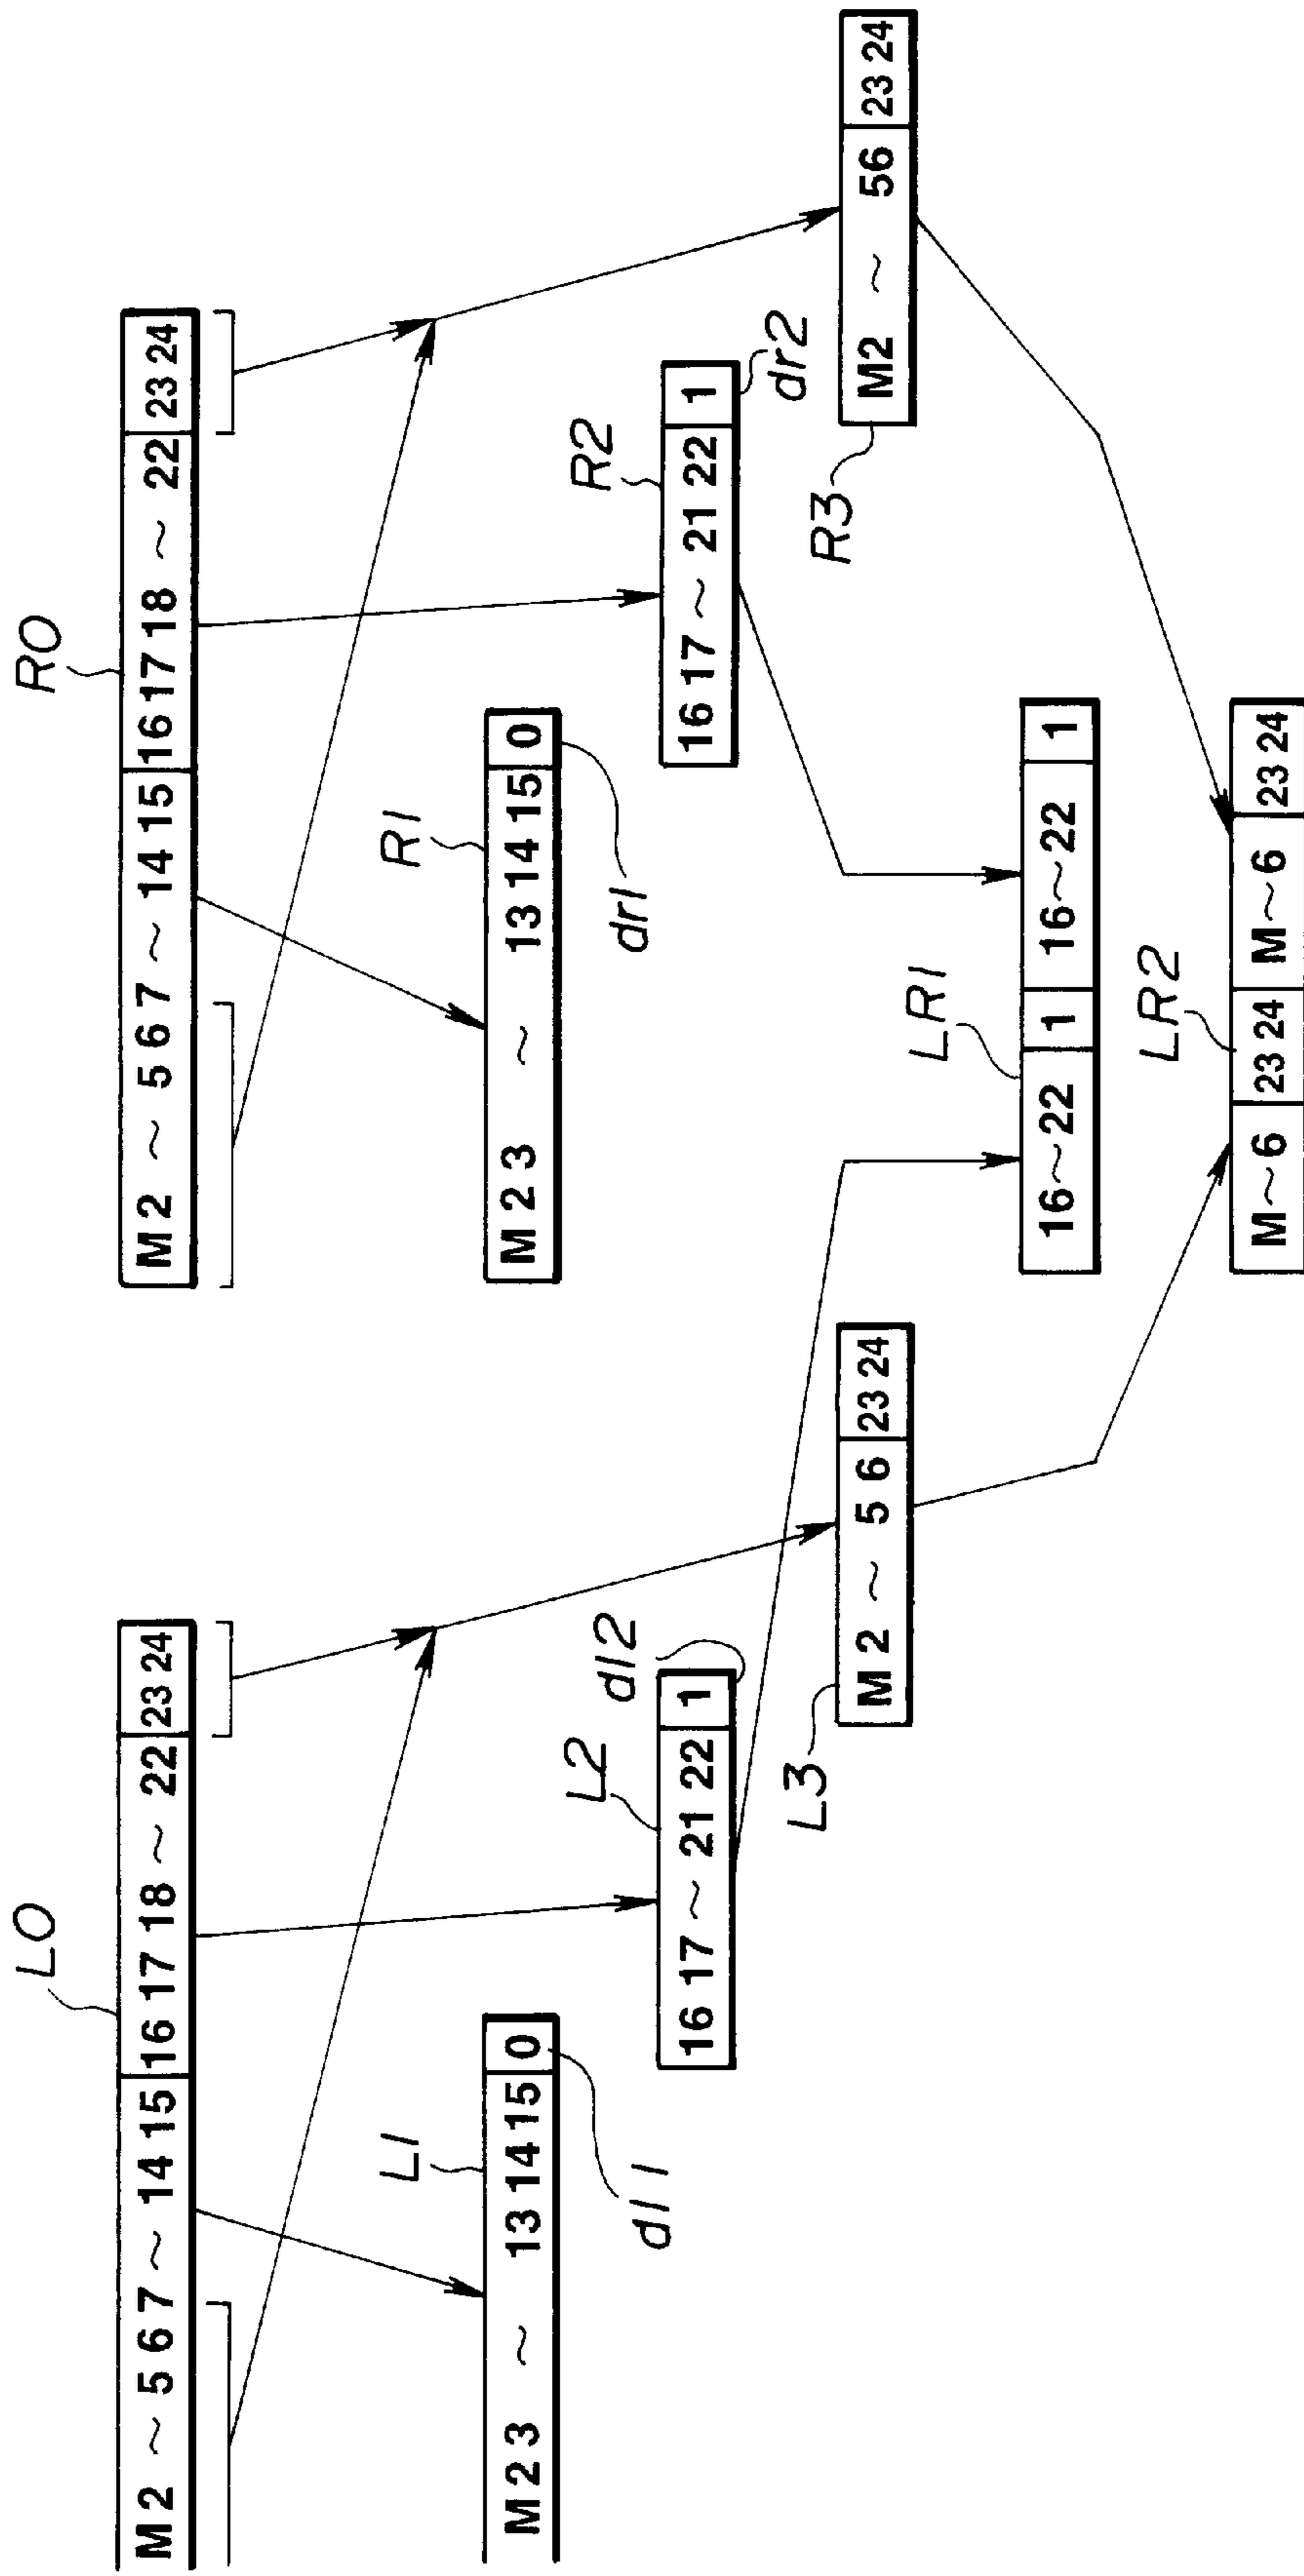 L0
R0
M 2 ~ 5 6 7 ~ 14 15 16 17 18 ~ 22 23 24
M 2 ~ 5 6 7 ~ 14 15 16 17 18 ~ 22 23 24
L1
R1
M 2 3 ~ 13 14 15 0
M 2 3 ~ 13 14 15 0
dl1
dr1
L2
R2
16 17 ~ 21 22 1
16 17 ~ 21 22 1
dl2
dr2
L3
M 2 ~ 5 6 23 24
R3
M2 ~ 56 23 24
LR1
16~22 1 16~22 1
LR2
M~6 23 24 M~6 23 24